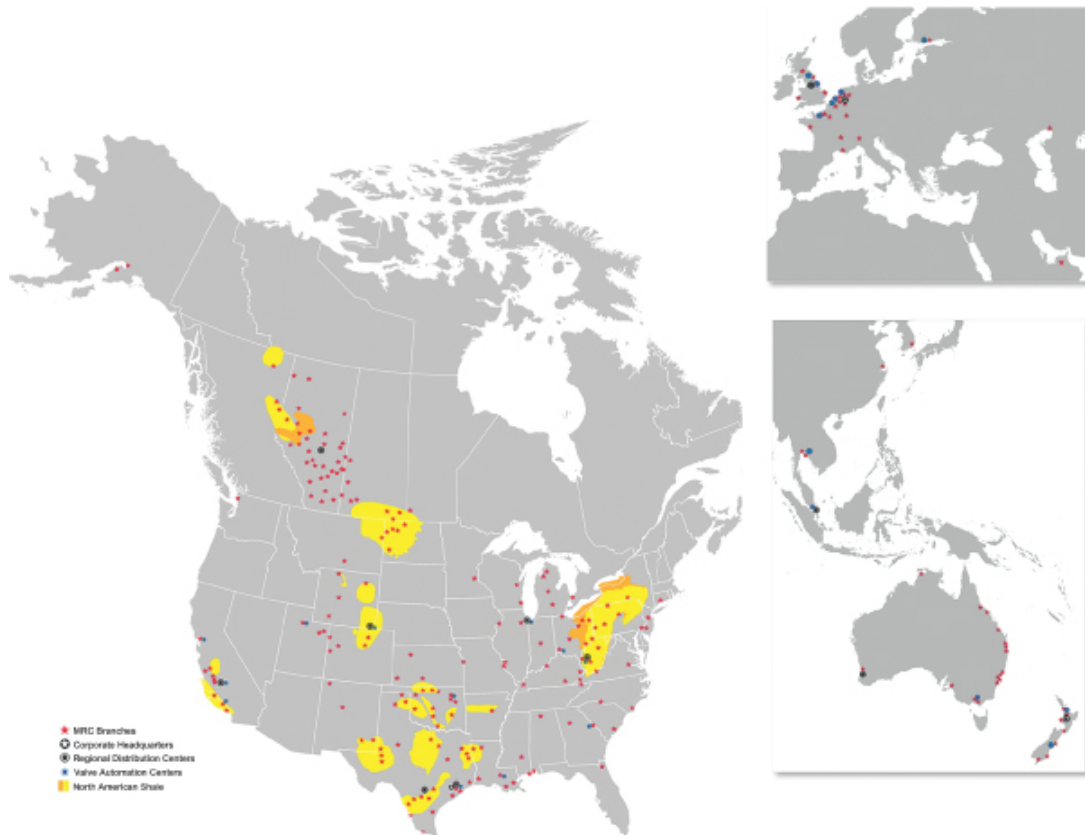 MRC Branches
Corporate Headquarters
Regional Distribution Centers
Valve Automation Centers
North American Shale